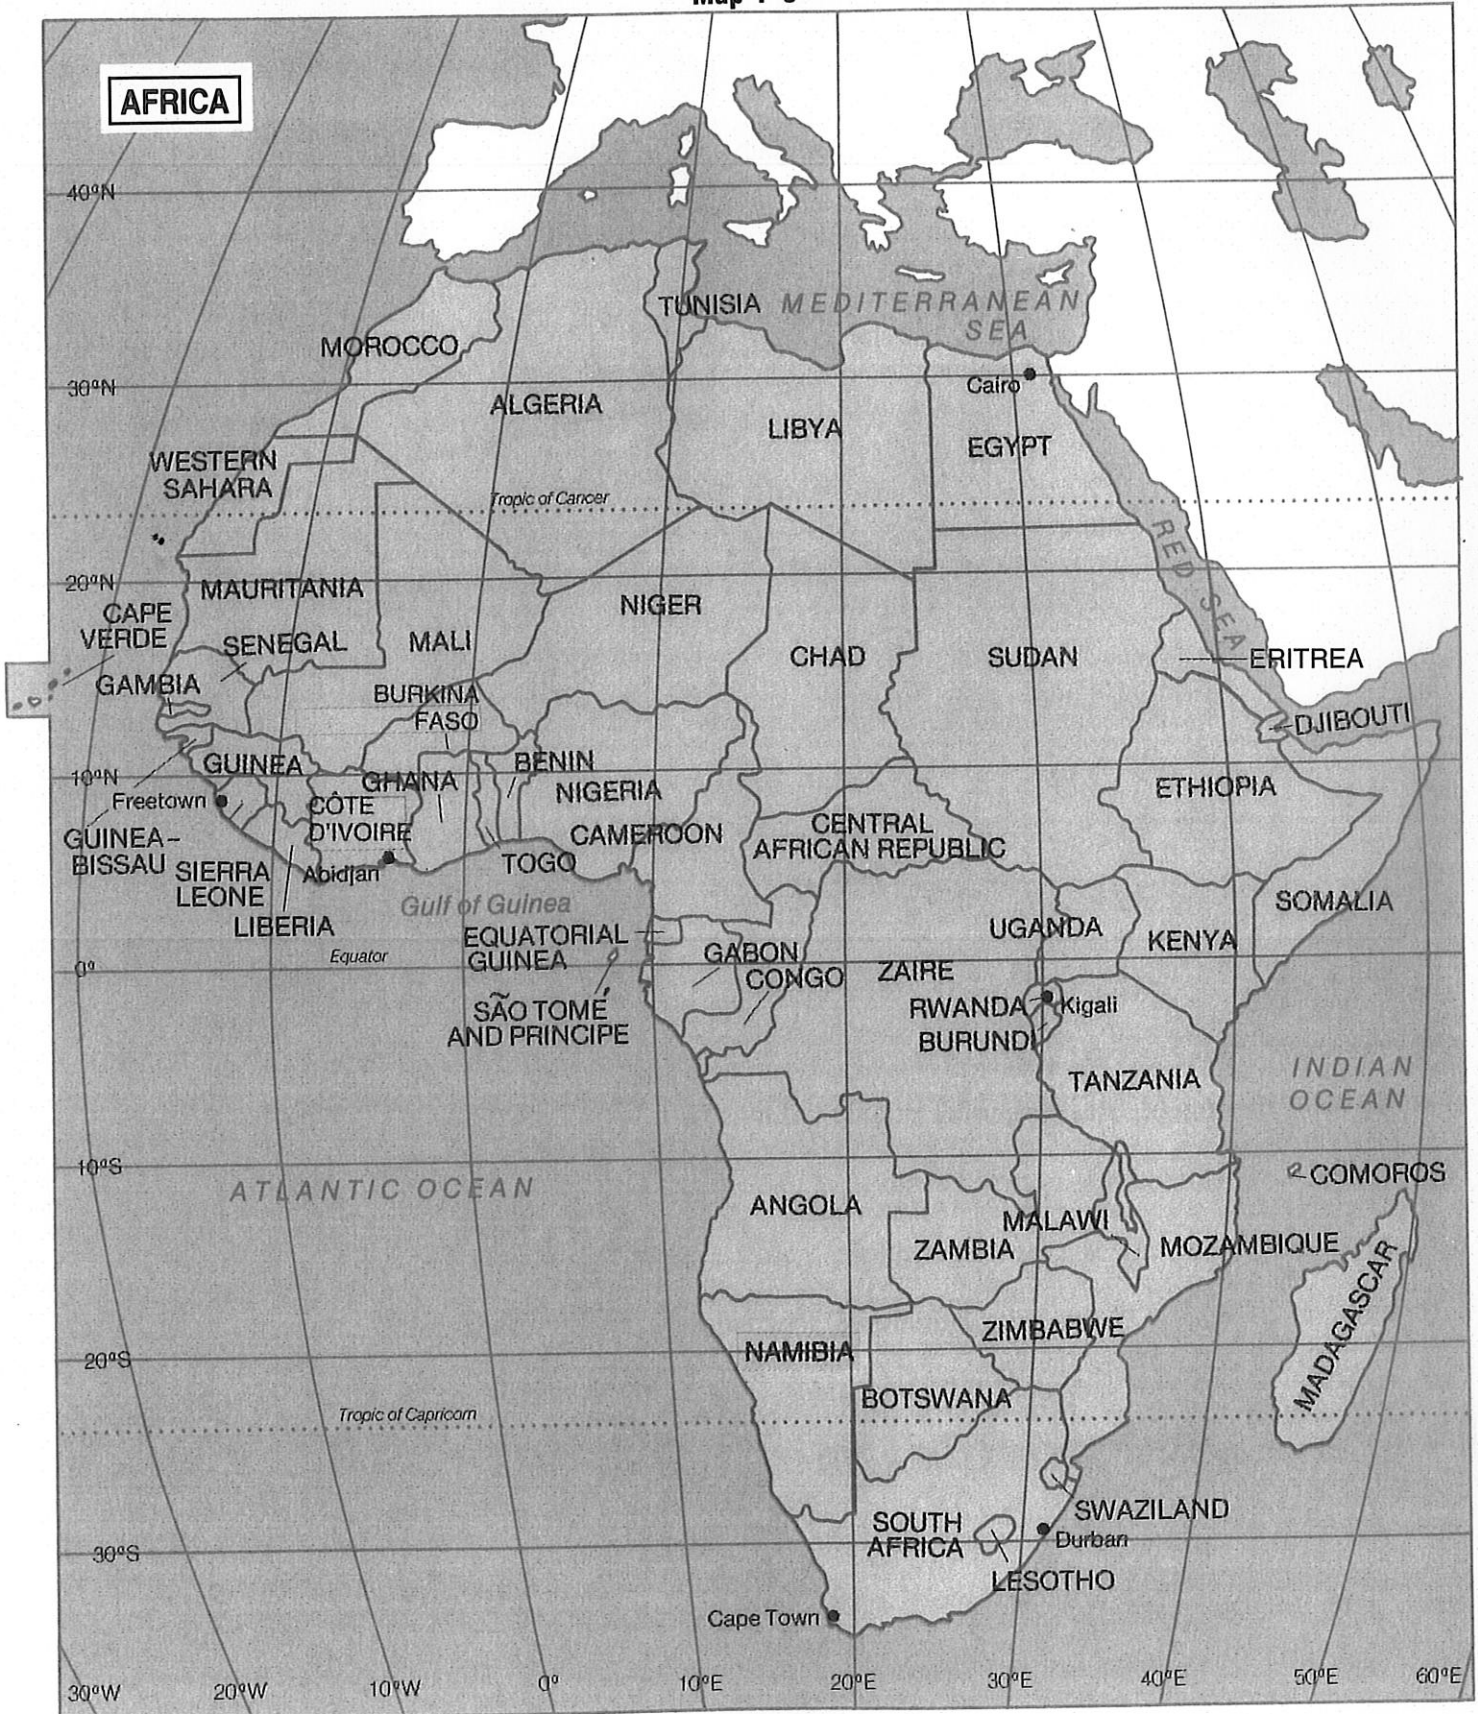 AFRICA
40°N
TUNISIA
MEDITERRANEAN
SEA
MOROCCO
30°N
Cairo
ALGERIA
LIBYA
EGYPT
WESTERN
SAHARA
Tropic of Cancer
RED SEA
20°N
MAURITANIA
NIGER
CAPE
VERDE
SENEGAL
MALI
CHAD
SUDAN
ERITREA
GAMBIA
BURKINA
FASO
DJIBOUTI
GUINEA
BENIN
10°N
GHANA
NIGERIA
ETHIOPIA
Freetown
CÔTE
D'IVOIRE
GUINEA-
BISSAU
CAMEROON
CENTRAL
AFRICAN REPUBLIC
SIERRA
LEONE
Abidjan
TOGO
LIBERIA
Gulf of Guinea
SOMALIA
UGANDA
KENYA
EQUATORIAL
GUINEA
GABON
Equator
0°
CONGO
ZAIRE
SÃO TOMÉ
AND PRINCIPE
RWANDA
Kigali
BURUNDI
TANZANIA
INDIAN
OCEAN
10°S
ATLANTIC OCEAN
COMOROS
ANGOLA
MALAWI
ZAMBIA
MOZAMBIQUE
MADAGASCAR
ZIMBABWE
20°S
NAMIBIA
BOTSWANA
Tropic of Capricorn
SWAZILAND
SOUTH
AFRICA
Durban
30°S
LESOTHO
Cape Town
30°W
20°W
10°W
0°
10°E
20°E
30°E
40°E
50°E
60°E